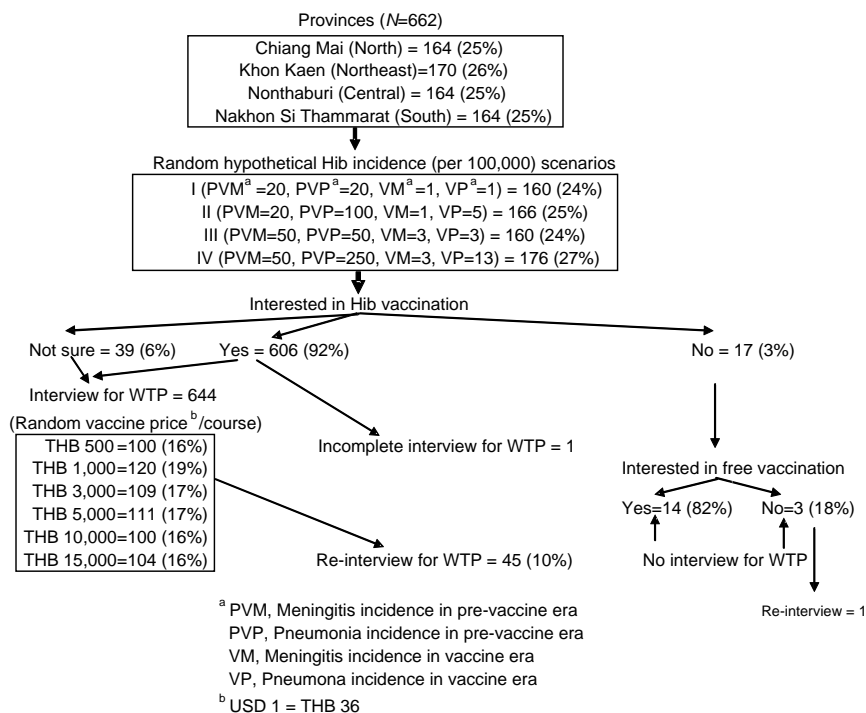 Provinces (N=662)
Chiang Mai (North) = 164 (25%)
Khon Kaen (Northeast)=170 (26%)
Nonthaburi (Central) = 164 (25%)
Nakhon Si Thammarat (South) = 164 (25%)
Random hypothetical Hib incidence (per 100,000) scenarios
I (PVMᵃ =20, PVPᵃ=20, VMᵃ=1, VPᵃ=1) = 160 (24%)
II (PVM=20, PVP=100, VM=1, VP=5) = 166 (25%)
III (PVM=50, PVP=50, VM=3, VP=3) = 160 (24%)
IV (PVM=50, PVP=250, VM=3, VP=13) = 176 (27%)
Interested in Hib vaccination
Not sure = 39 (6%)
Yes = 606 (92%)
No = 17 (3%)
Interview for WTP = 644
(Random vaccine price ᵇ/course)
THB 500=100 (16%)
THB 1,000=120 (19%)
THB 3,000=109 (17%)
THB 5,000=111 (17%)
THB 10,000=100 (16%)
THB 15,000=104 (16%)
Incomplete interview for WTP = 1
Re-interview for WTP = 45 (10%)
Interested in free vaccination
Yes=14 (82%)
No=3 (18%)
No interview for WTP
Re-interview = 1
ᵃ PVM, Meningitis incidence in pre-vaccine era
PVP, Pneumonia incidence in pre-vaccine era
VM, Meningitis incidence in vaccine era
VP, Pneumona incidence in vaccine era
ᵇ USD 1 = THB 36